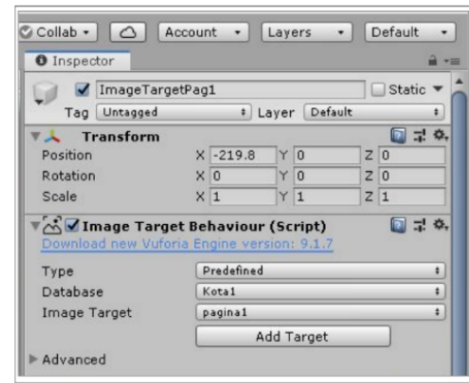 Collab Account Layers Default
Inspector
ImageTargetPag1 Static
Tag Untagged Layer Default
Transform
Position X -219.8 Y 0 Z 0
Rotation X 0 Y 0 Z 0
Scale X 1 Y 1 Z 1
Image Target Behaviour (Script)
Download new Vuforia Engine version: 9.1.7
Type Predefined
Database Kota1
Image Target pagina1
Add Target
Advanced